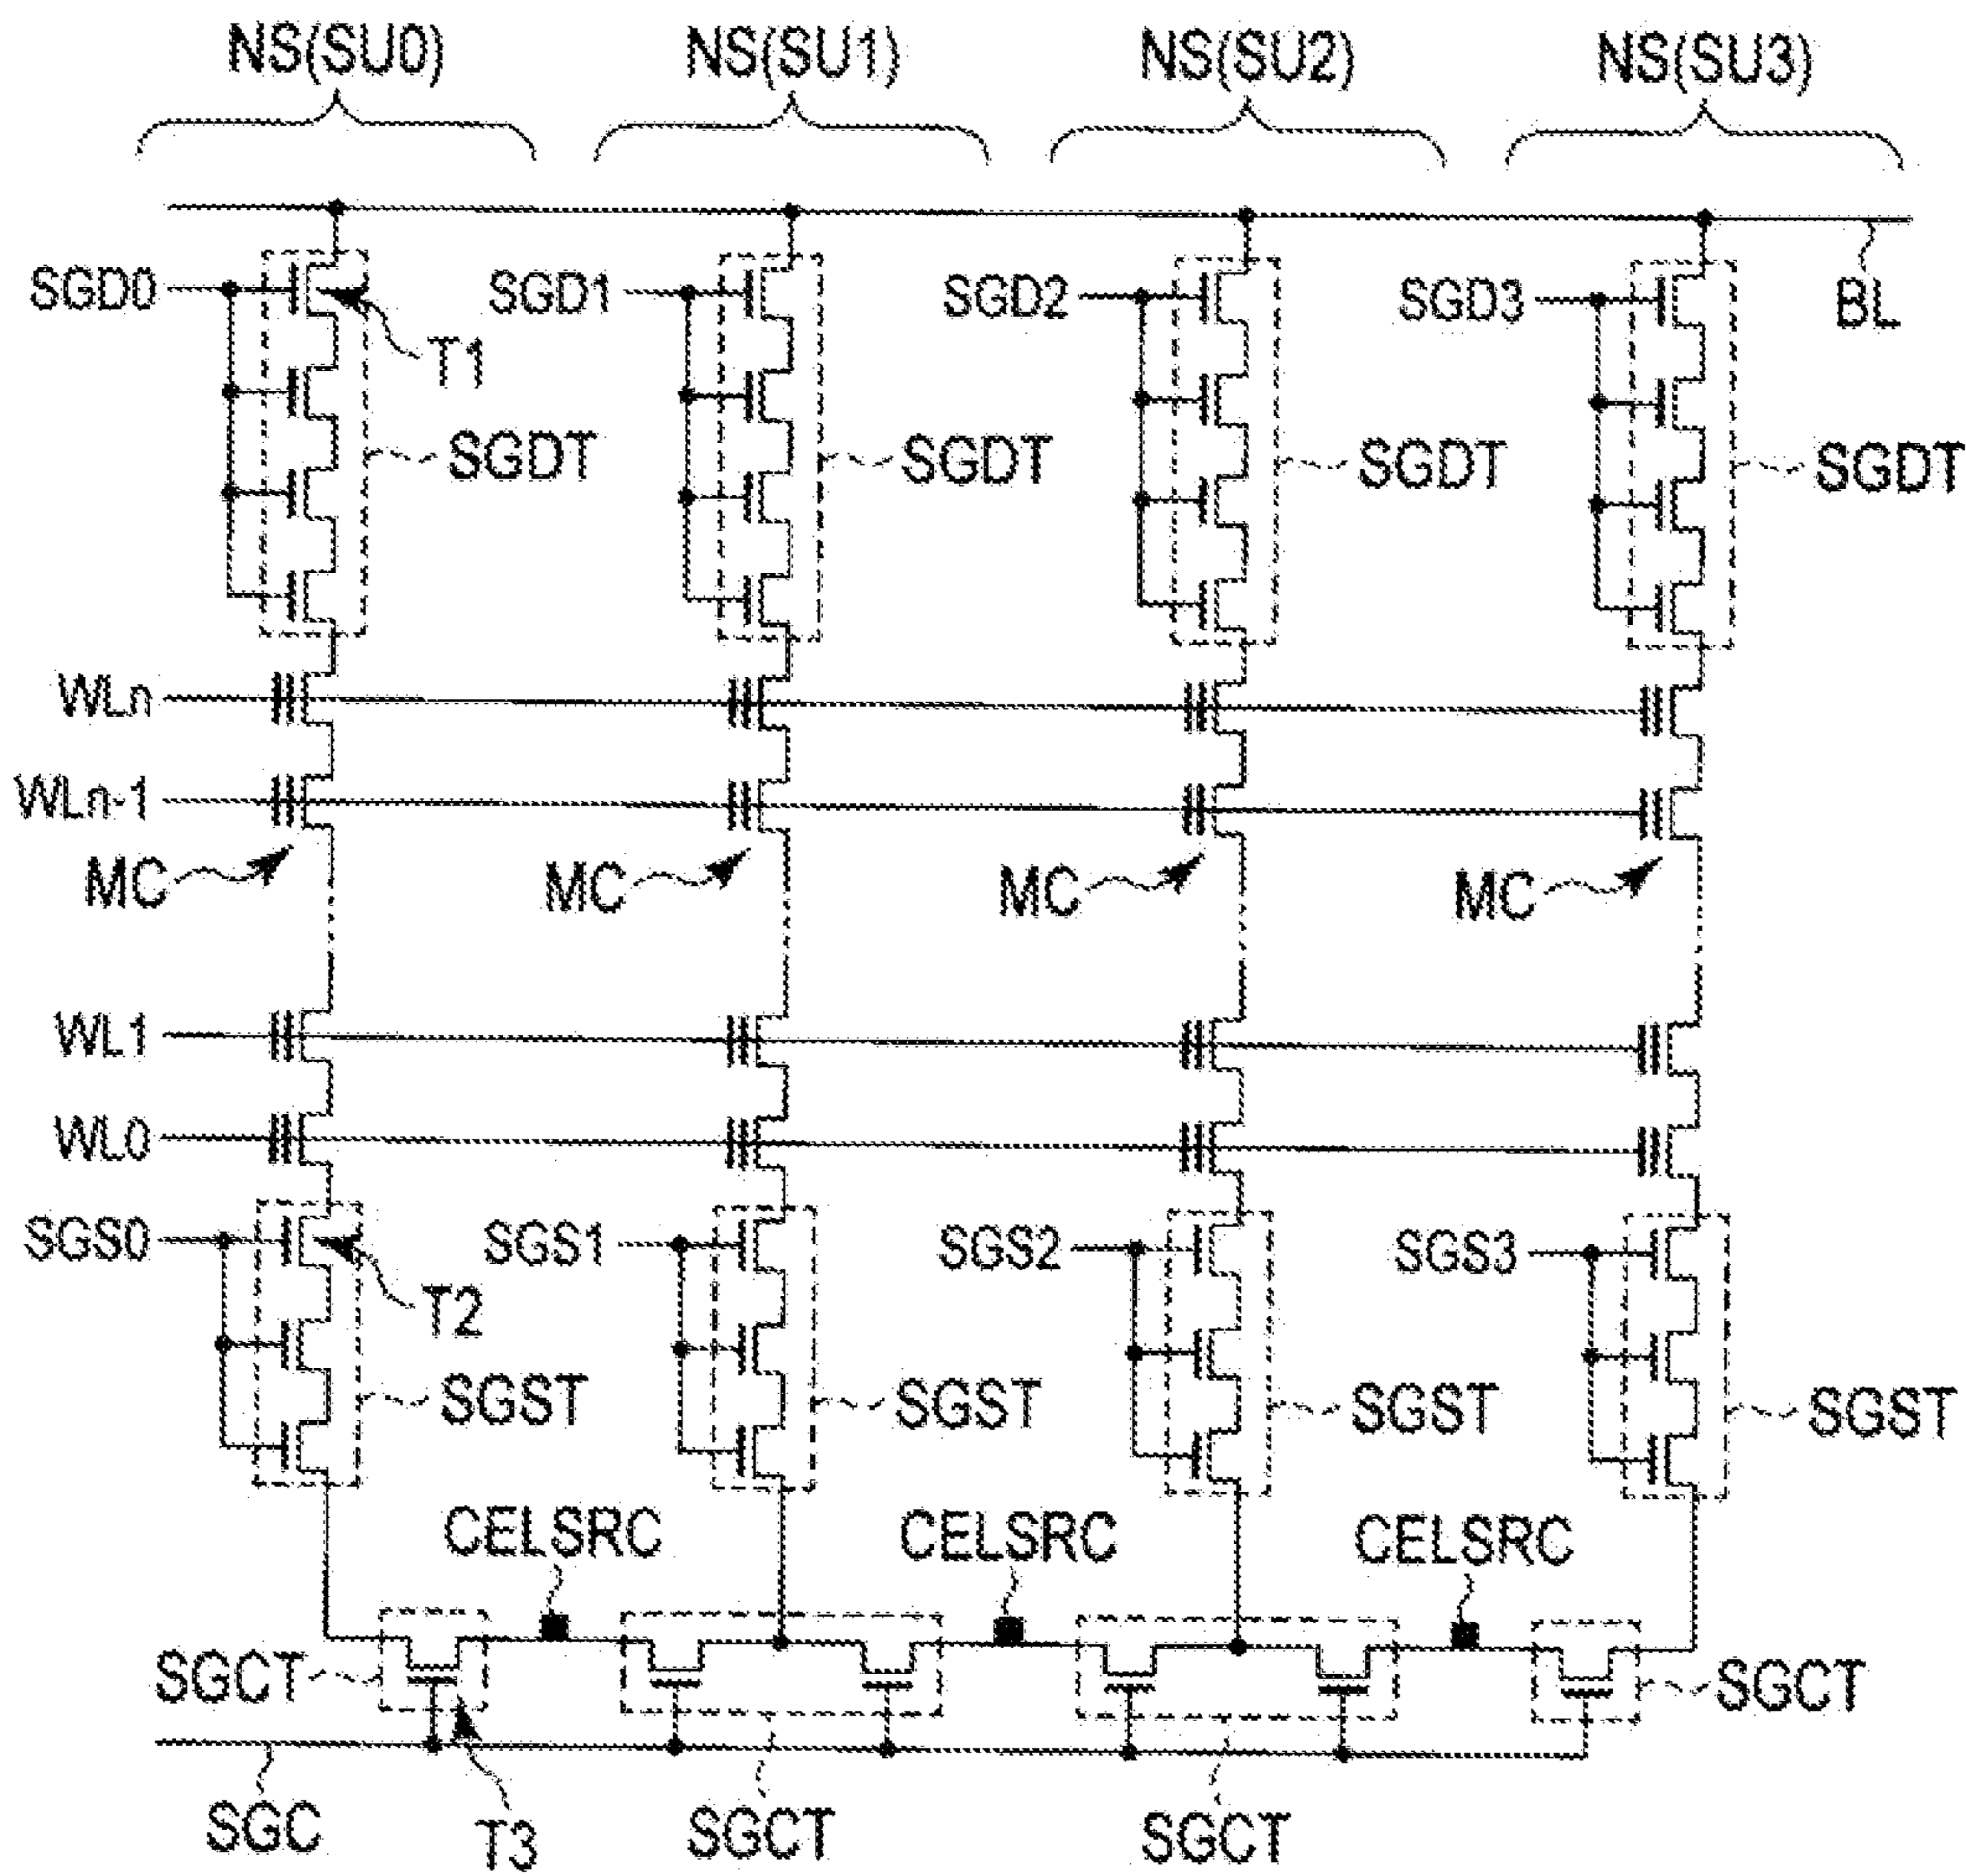 NS(SU0) NS(SU1) NS(SU2) NS(SU3)
SGD0 SGD1 SGD2 SGD3 BL
T1
SGDT SGDT SGDT SGDT
WLn
WLn-1
MC MC MC MC
WL1
WL0
SGS0 SGS1 SGS2 SGS3
T2
SGST SGST SGST SGST
CELSRC CELSRC CELSRC
SGCT SGCT
SGC T3 SGCT SGCT